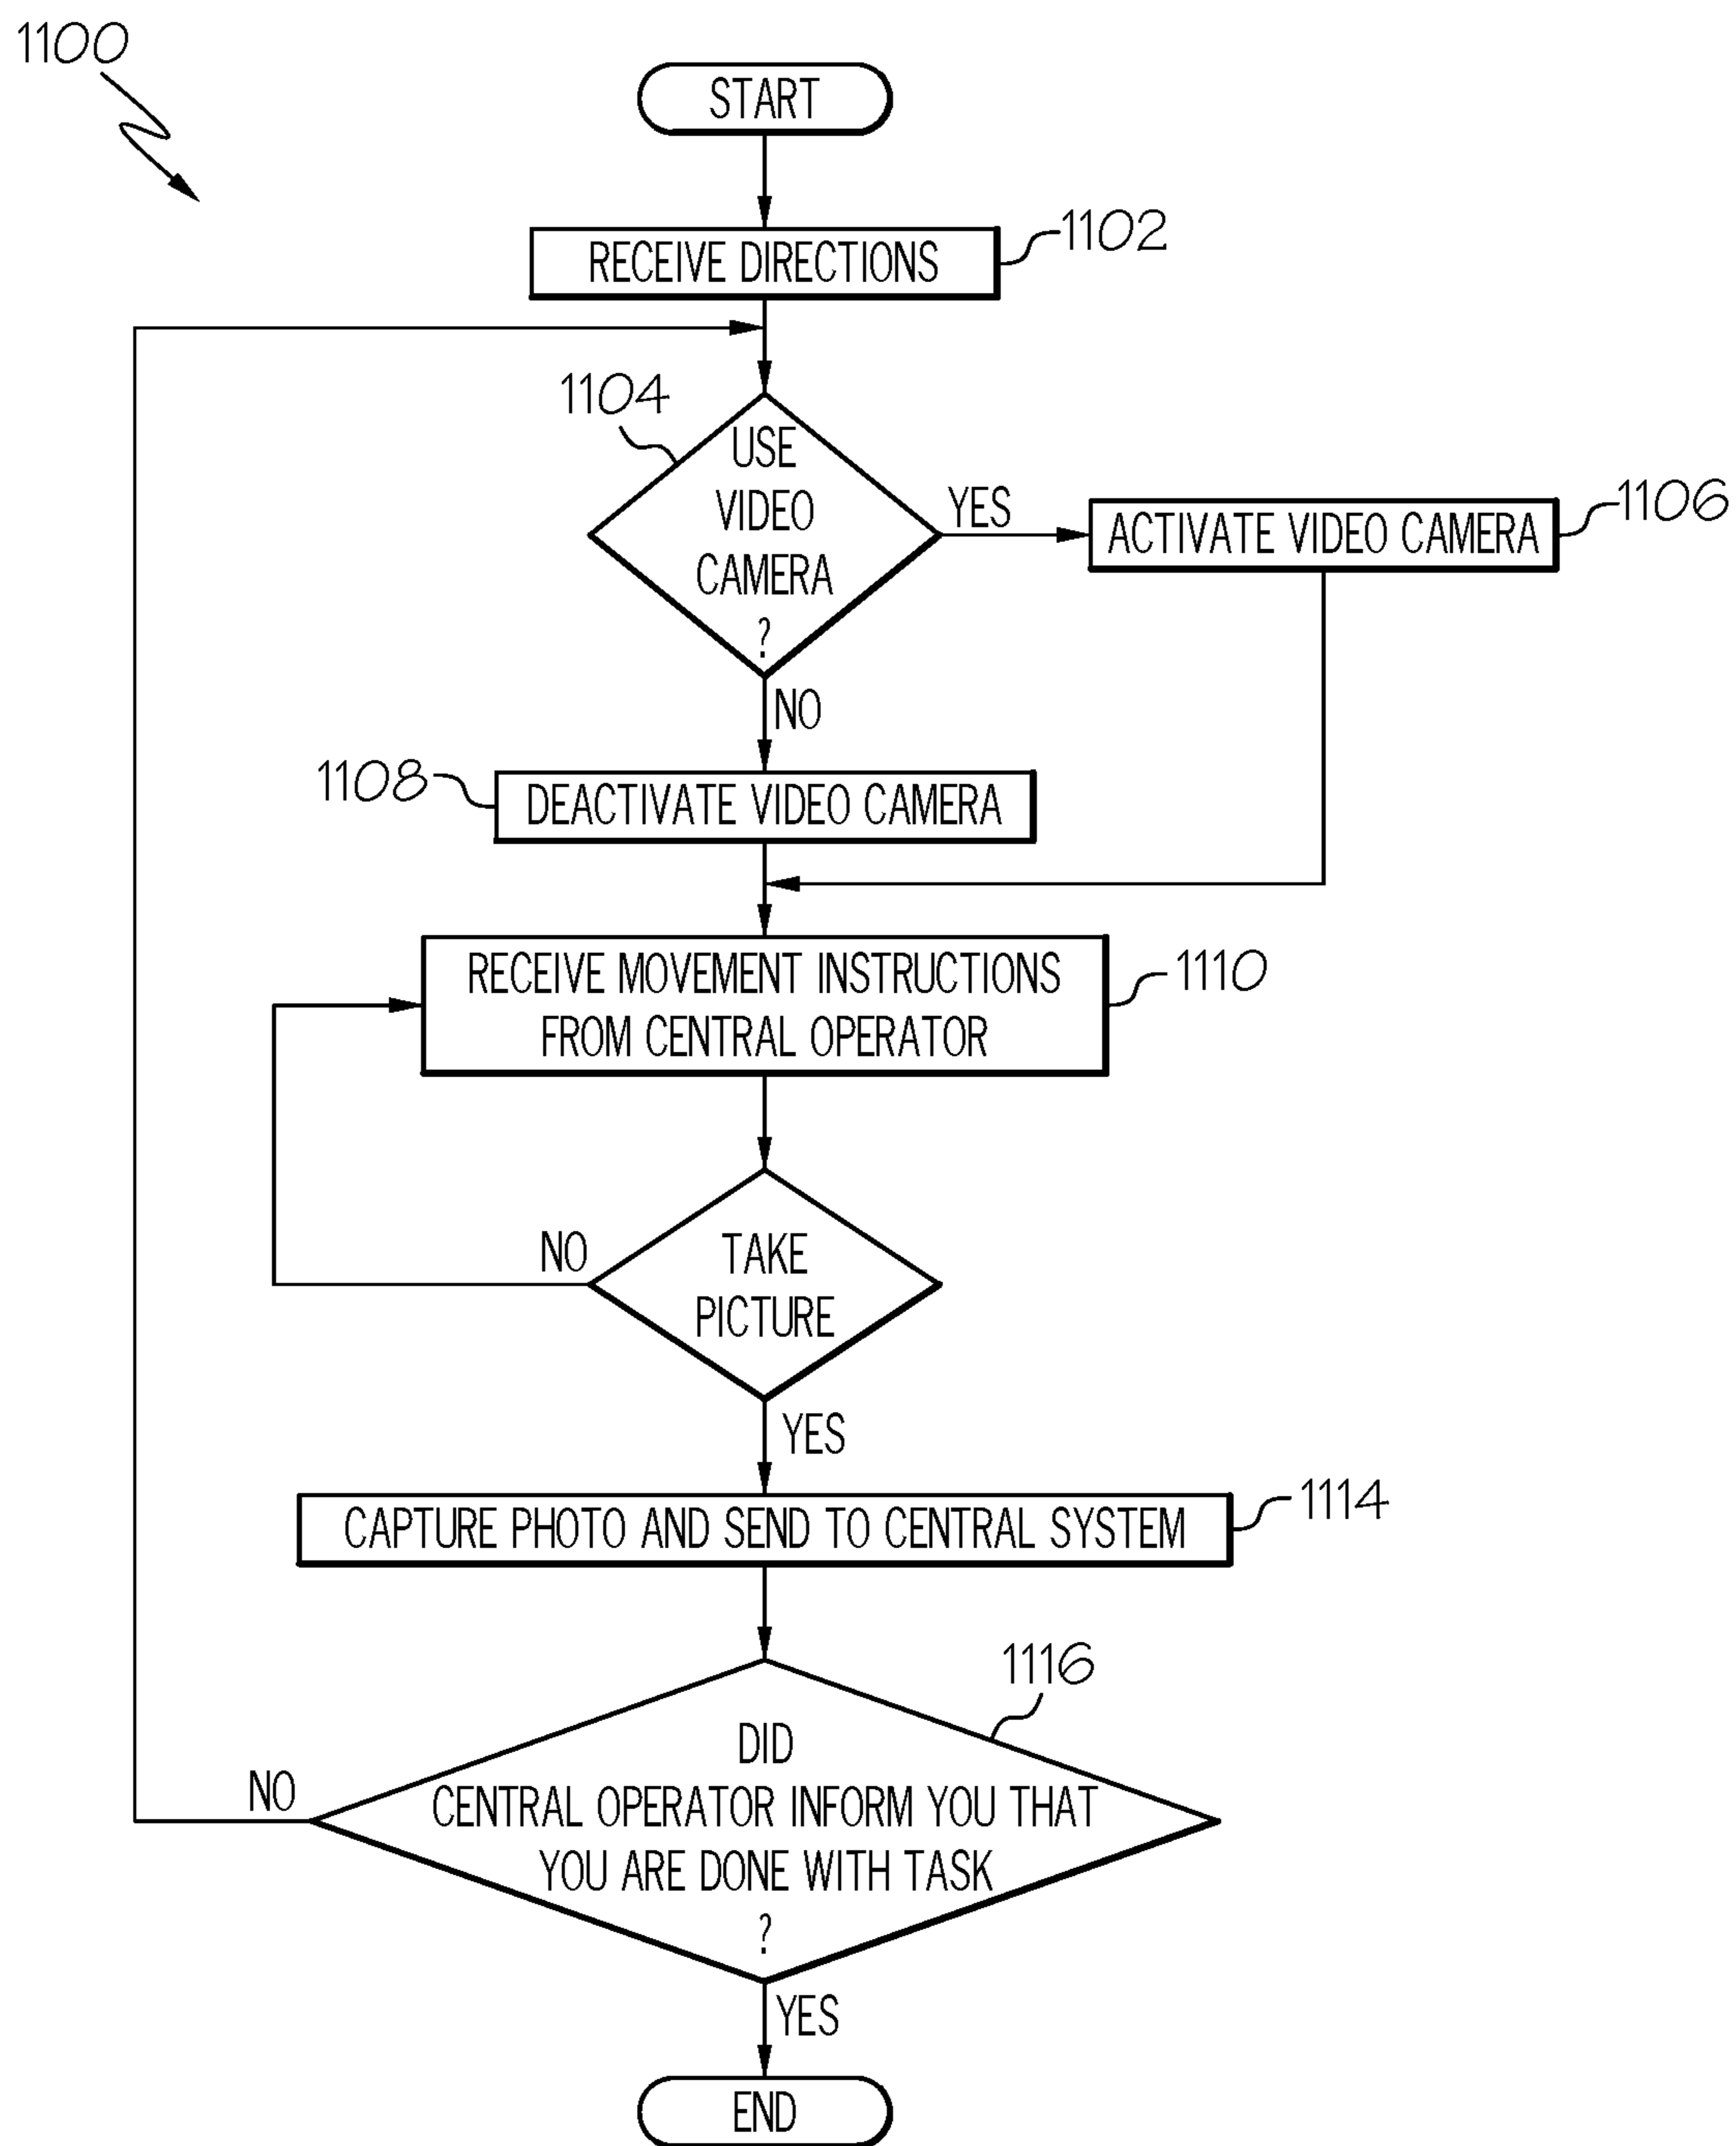 1100
START
RECEIVE DIRECTIONS
1102
1104
USE
VIDEO
CAMERA
?
YES
ACTIVATE VIDEO CAMERA
1106
NO
1108
DEACTIVATE VIDEO CAMERA
RECEIVE MOVEMENT INSTRUCTIONS
FROM CENTRAL OPERATOR
1110
NO
TAKE
PICTURE
YES
CAPTURE PHOTO AND SEND TO CENTRAL SYSTEM
1114
1116
NO
DID
CENTRAL OPERATOR INFORM YOU THAT
YOU ARE DONE WITH TASK
?
YES
END